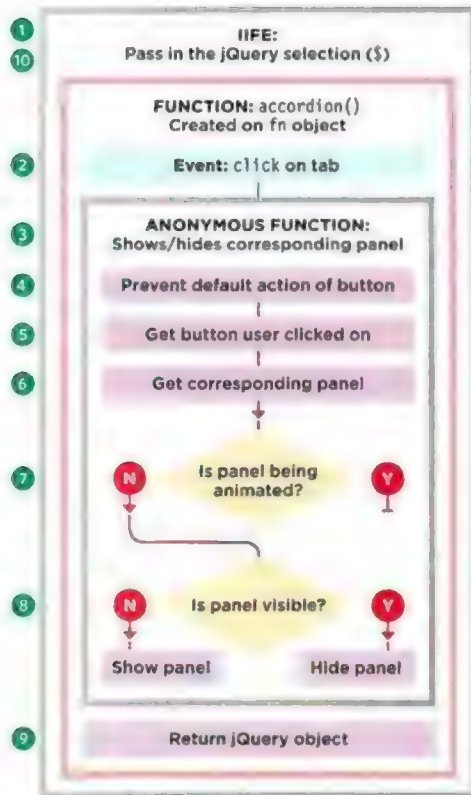 1
IIFE:
10
Pass in the jQuery selection ($)
FUNCTION: accordion()
Created on fn object
2
Event: click on tab
3
ANONYMOUS FUNCTION:
Shows/hides corresponding panel
4
Prevent default action of button
5
Get button user clicked on
6
Get corresponding panel
7
N
Is panel being
animated?
Y
8
N
Is panel visible?
Y
Show panel
Hide panel
9
Return jQuery object